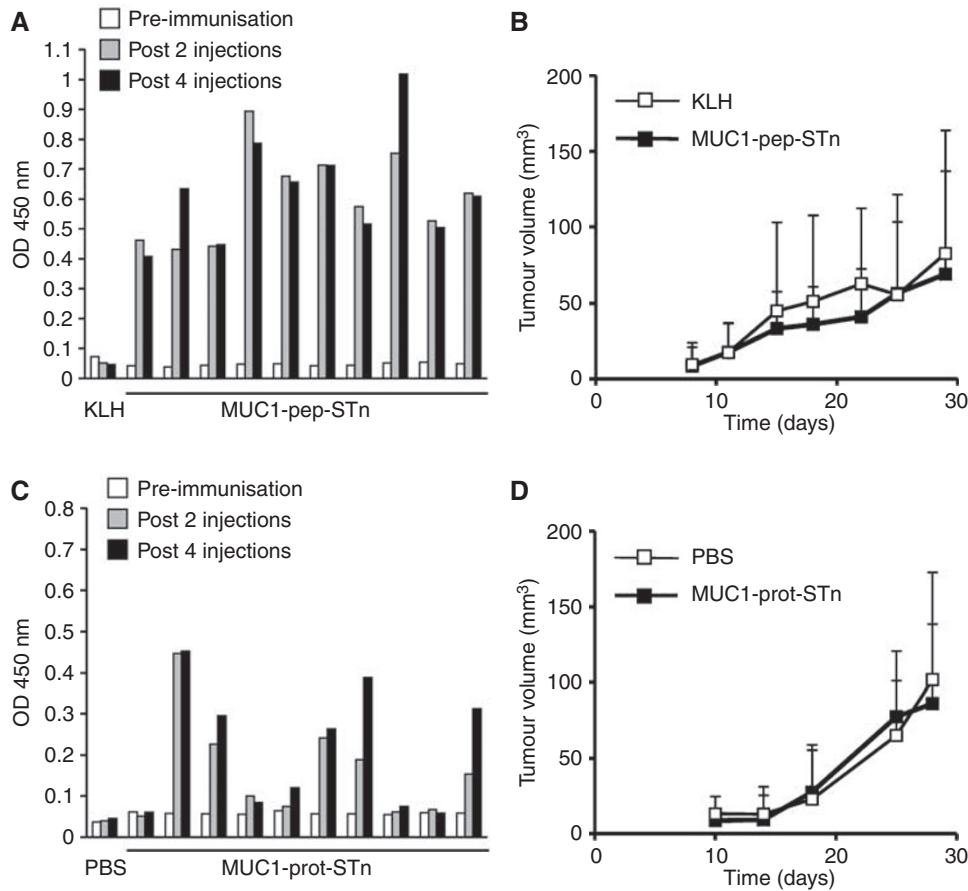 A
Pre-immunisation
Post 2 injections
Post 4 injections
OD 450 nm
1.1
1
0.9
0.8
0.7
0.6
0.5
0.4
0.3
0.2
0.1
0
KLH
MUC1-pep-STn
B
KLH
MUC1-pep-STn
Tumour volume (mm³)
200
150
100
50
0
0 10 20 30
Time (days)
C
Pre-immunisation
Post 2 injections
Post 4 injections
OD 450 nm
0.8
0.7
0.6
0.5
0.4
0.3
0.2
0.1
0
PBS
MUC1-prot-STn
D
PBS
MUC1-prot-STn
Tumour volume (mm³)
200
150
100
50
0
0 10 20 30
Time (days)